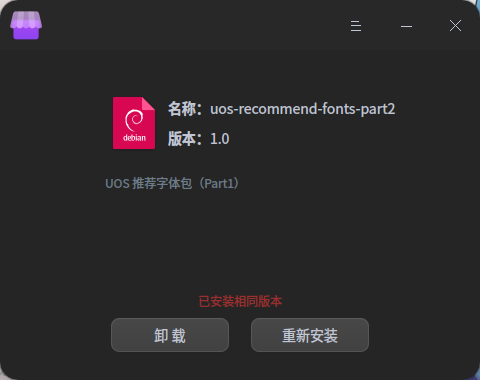 debian
名称：uos-recommend-fonts-part2
版本：1.0
UOS 推荐字体包（Part1）
已安装相同版本
卸 载
重新安装